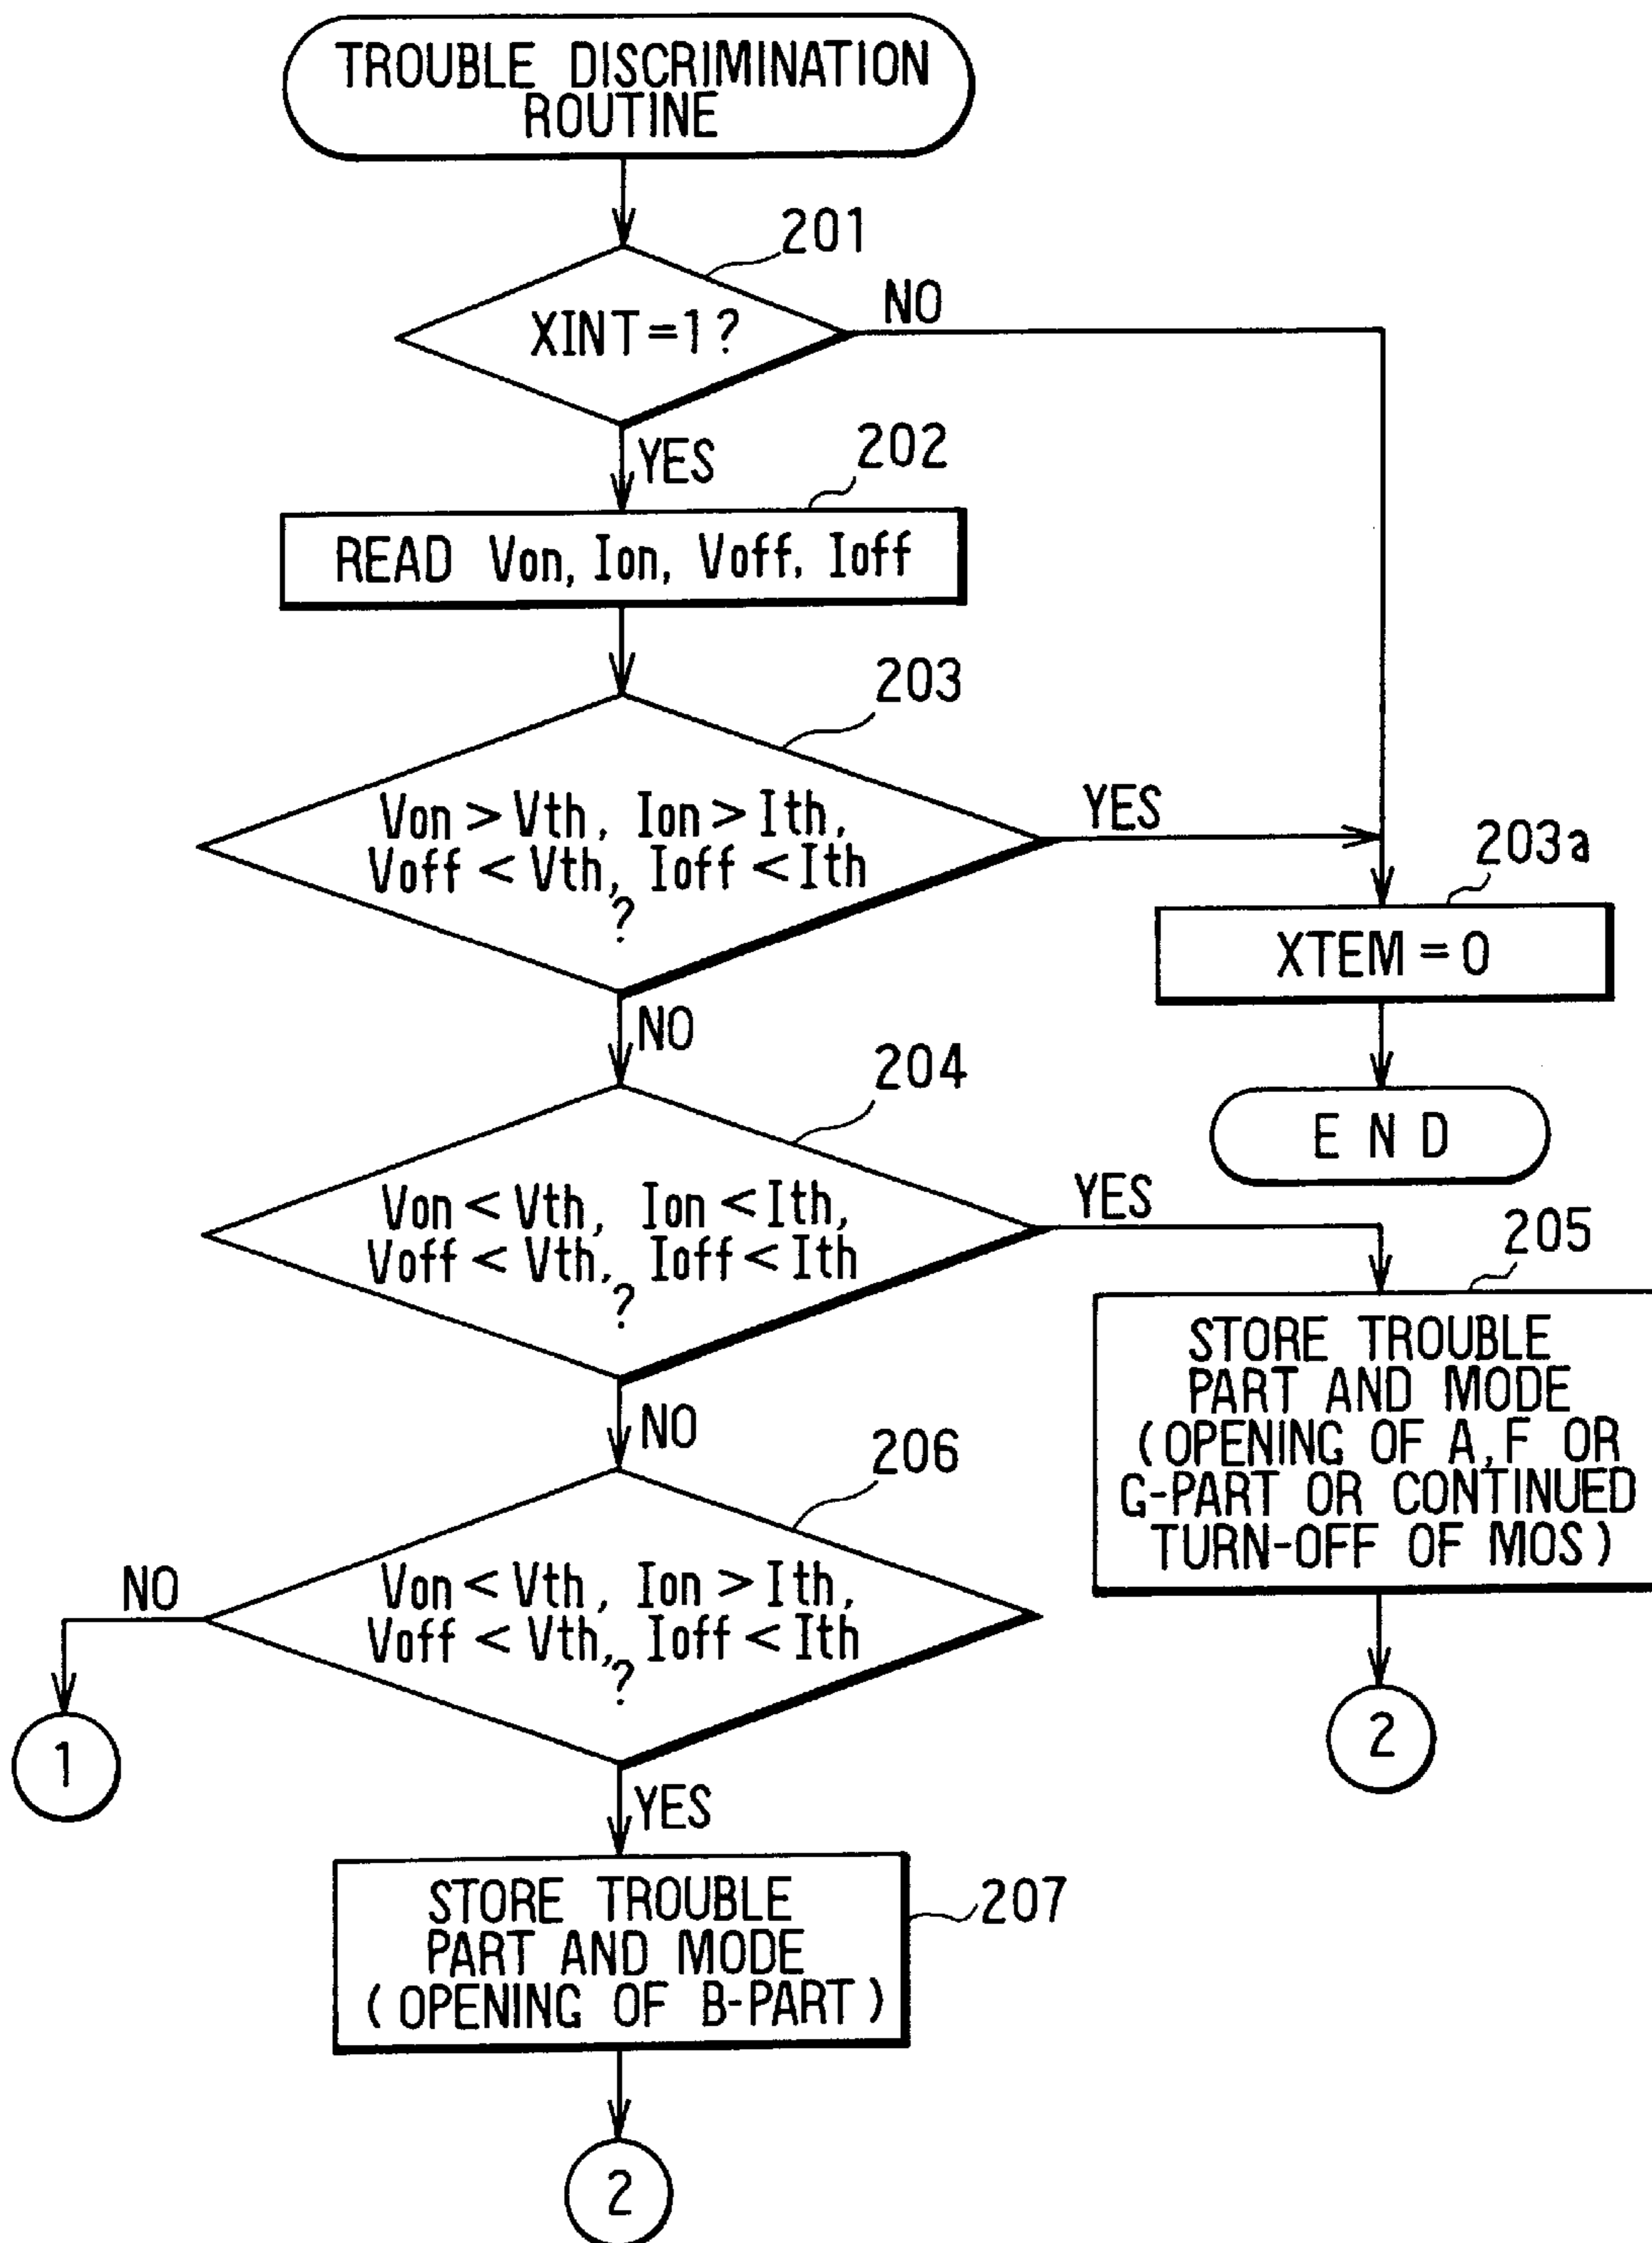 TROUBLE DISCRIMINATION
ROUTINE
201
XINT=1?
NO
YES
202
READ Von, Ion, Voff, Ioff
203
Von > Vth, Ion > Ith,
Voff < Vth, Ioff < Ith
?
YES
203a
XTEM = 0
NO
END
204
Von < Vth, Ion < Ith,
Voff < Vth, Ioff < Ith
?
YES
205
STORE TROUBLE
PART AND MODE
(OPENING OF A, F OR
G-PART OR CONTINUED
TURN-OFF OF MOS)
2
NO
206
Von < Vth, Ion > Ith,
Voff < Vth, Ioff < Ith
?
NO
1
YES
207
STORE TROUBLE
PART AND MODE
(OPENING OF B-PART)
2